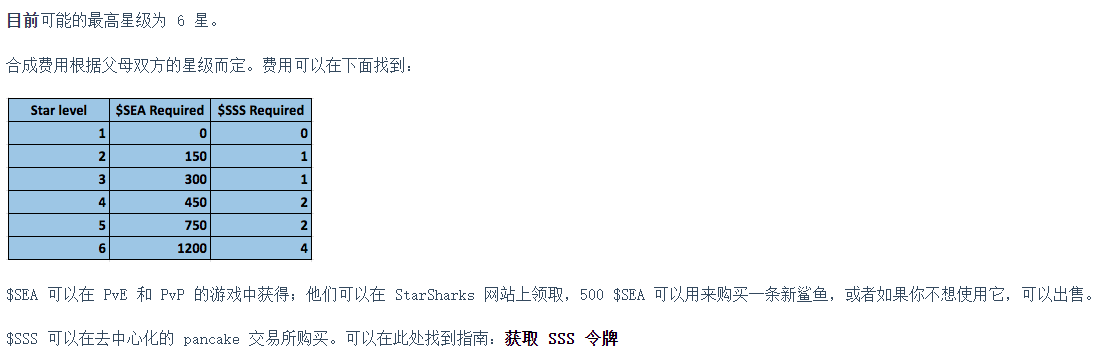 目前可能的最高星级为 6 星。
合成费用根据父母双方的星级而定。费用可以在下面找到：
Star level $SEA Required $SSS Required
1 0 0
2 150 1
3 300 1
4 450 2
5 750 2
6 1200 4
$SEA 可以在 PvE 和 PvP 的游戏中获得；他们可以在 StarSharks 网站上领取，500 $SEA 可以用来购买一条新鲨鱼，或者如果你不想使用它，可以出售。
$SSS 可以在去中心化的 pancake 交易所购买。可以在此处找到指南：获取 SSS 令牌